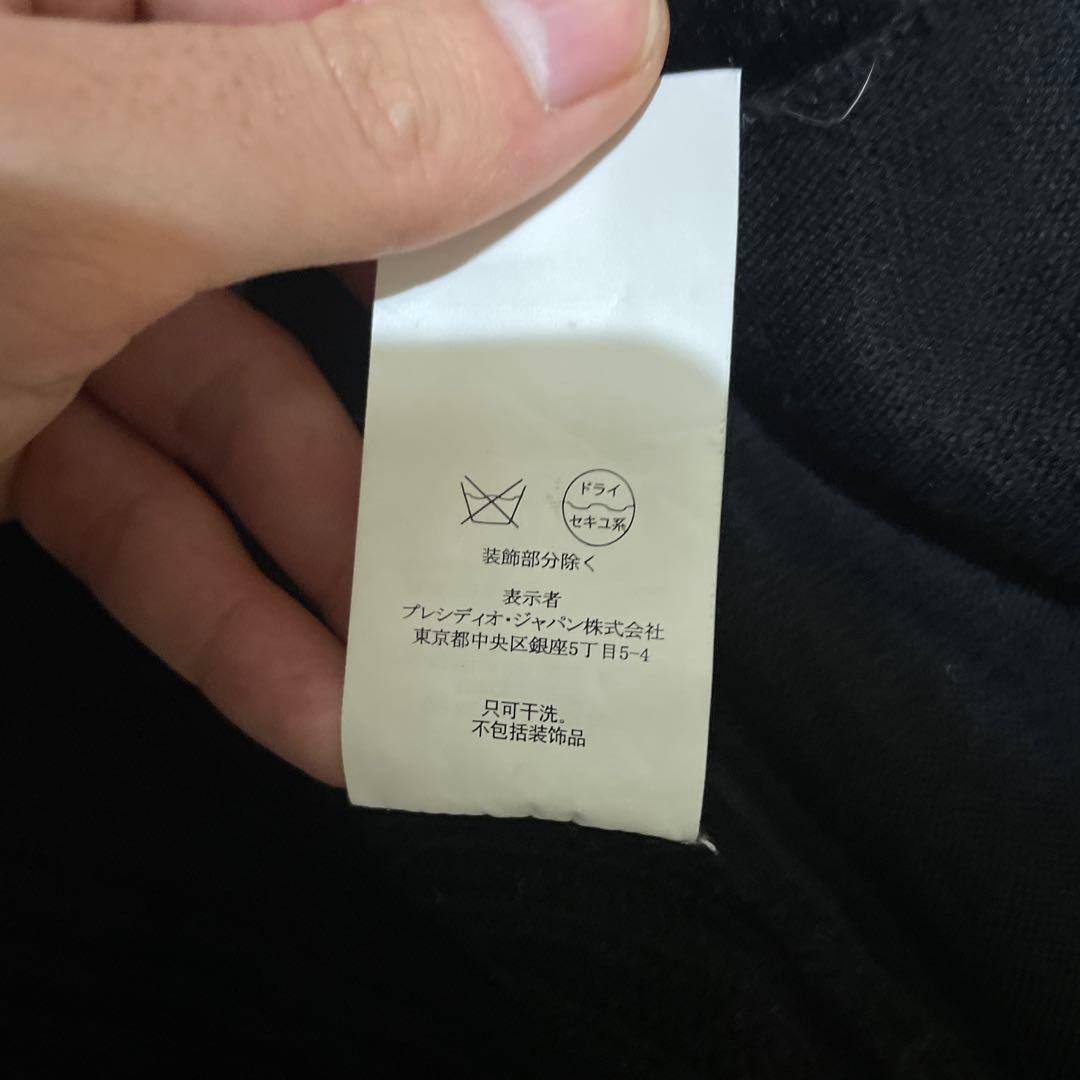 ドライ
セキユ系
装飾部分除く
表示者
プレシディオ・ジャパン株式会社
東京都中央区銀座5丁目5-4
只可干洗。
不包括装饰品